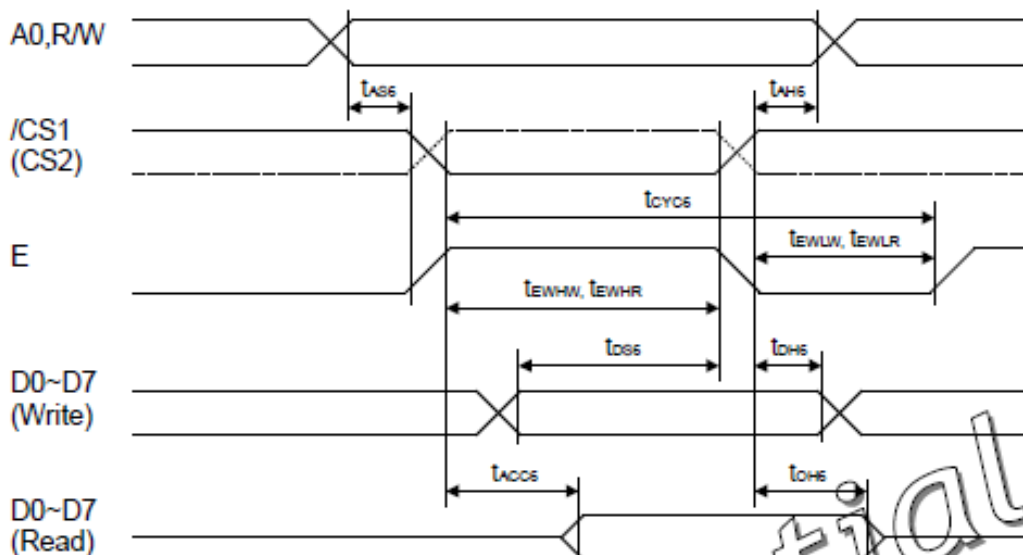 A0,R/W
tAS6
tAH6
/CS1
(CS2)
tCYC6
E
tEWLW, tEWLR
tEWHW, tEWHR
tDS6
tDH6
D0~D7
(Write)
tACC6
tOH6
D0~D7
(Read)
tial